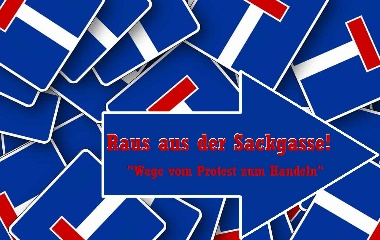 Raus aus der Sackgasse!
"Wege vom Protest zum Handeln"